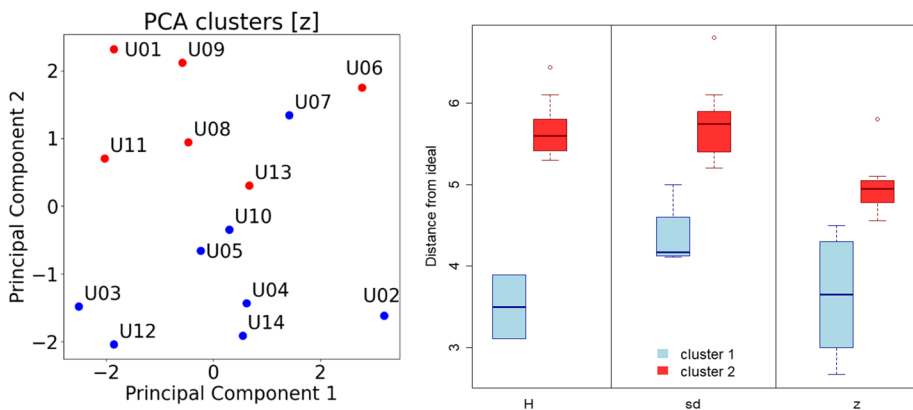 PCA clusters [z]
U01
U09
U06
U07
U08
U11
U13
U10
U05
U03
U04
U02
U12
U14
2
1
0
−1
−2
−2
0
2
Principal Component 2
Principal Component 1
Distance from ideal
6
5
4
3
cluster 1
cluster 2
H
sd
z